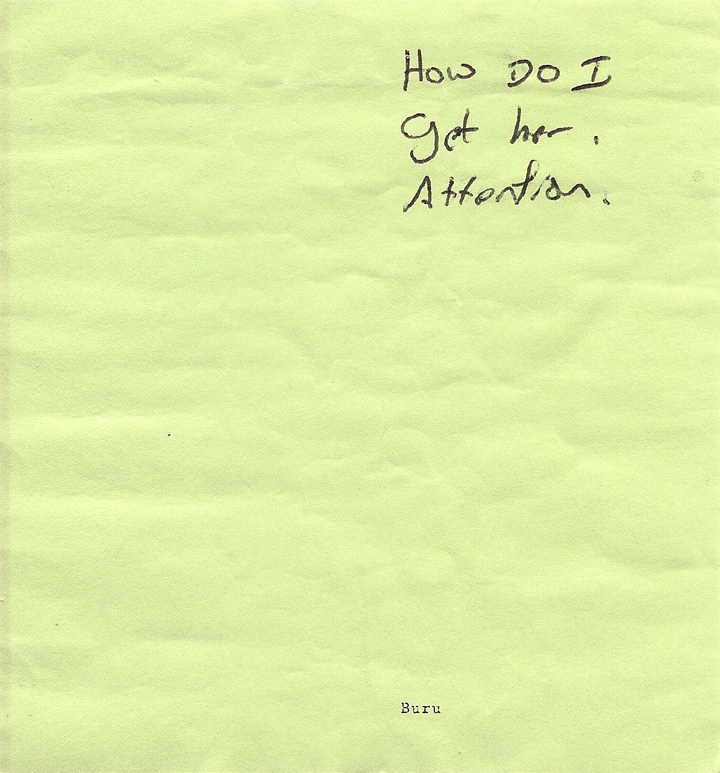 How DO I
Get her.
Attention.
Buru